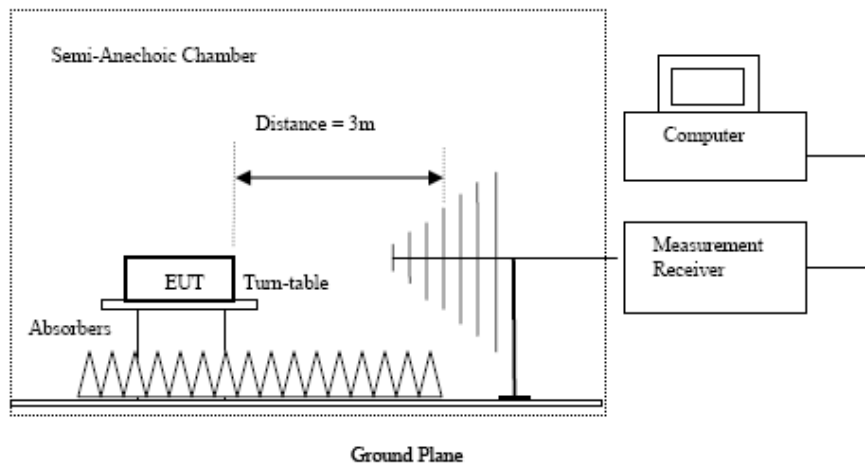 Semi-Anechoic Chamber
Distance = 3m
Computer
Measurement
Receiver
EUT
Turn-table
Absorbers
Ground Plane